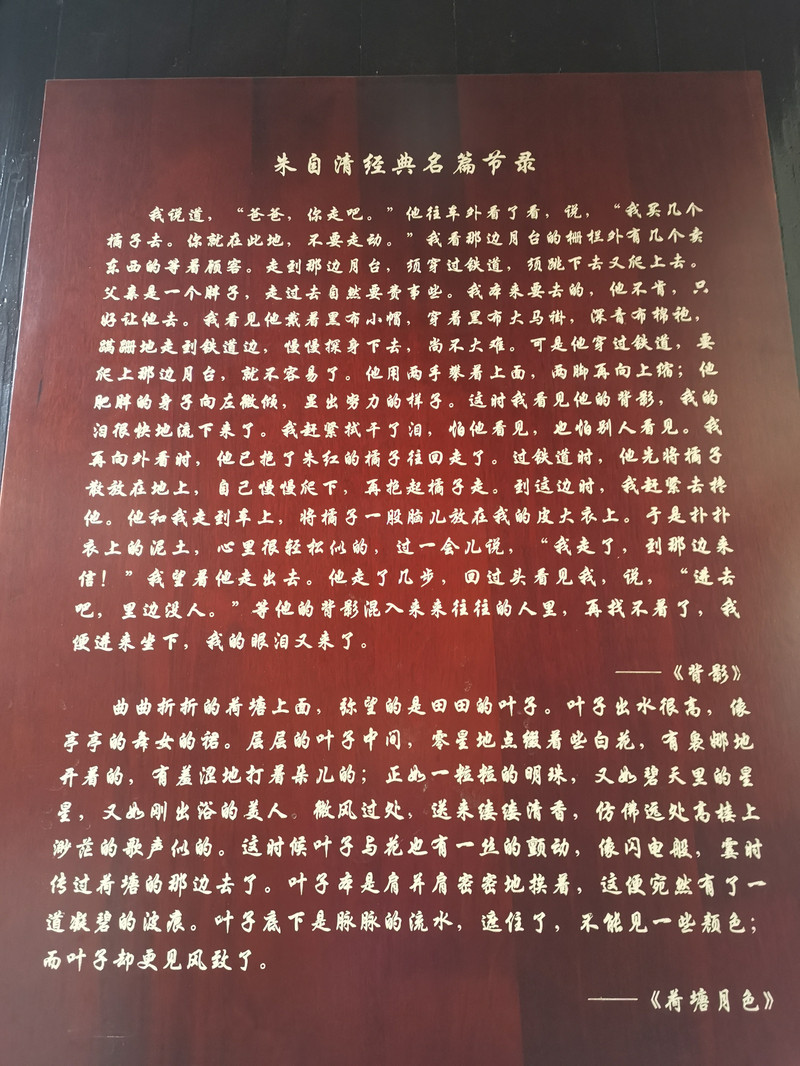 朱自清经典名篇节录
我说道，“爸爸，你走吧。”他往车外看了看，说，“我买几个
橘子去。你就在此地，不要走动。”我看那边月台的栅栏外有几个卖
东西的等着顾客。走到那边月台，须穿过铁道，须跳下去又爬上去。
父亲是一个胖子，走过去自然要费事些。我本来要去的，他不肯，只
好让他去。我看见他戴着黑布小帽，穿着黑布大马褂，深青布棉袍，
蹒跚地走到铁道边，慢慢探身下去，尚不大难。可是他穿过铁道，要
爬上那边月台，就不容易了。他用两手攀着上面，两脚再向上缩；他
肥胖的身子向左微倾，显出努力的样子。这时我看见他的背影，我的
泪很快地流下来了。我赶紧拭干了泪，怕他看见，也怕别人看见。我
再向外看时，他已抱了朱红的橘子往回走了。过铁道时，他先将橘子
散放在地上，自己慢慢爬下，再抱起橘子走。到这边时，我赶紧去搀
他。他和我走到车上，将橘子一股脑儿放在我的皮大衣上。于是扑扑
衣上的泥土，心里很轻松似的，过一会儿说，“我走了，到那边来
信！”我望着他走出去。他走了几步，回过头看见我，说，“进去
吧，里边没人。”等他的背影混入来来往往的人里，再找不着了，我
便进来坐下，我的眼泪又来了。
——《背影》
曲曲折折的荷塘上面，弥望的是田田的叶子。叶子出水很高，像
亭亭的舞女的裙。层层的叶子中间，零星地点缀着些白花，有袅娜地
开着的，有羞涩地打着朵儿的；正如一粒粒的明珠，又如碧天里的星
星，又如刚出浴的美人。微风过处，送来缕缕清香，仿佛远处高楼上
渺茫的歌声似的。这时候叶子与花也有一丝的颤动，像闪电般，霎时
传过荷塘的那边去了。叶子本是肩并肩密密地挨着，这便宛然有了一
道凝碧的波痕。叶子底下是脉脉的流水，遮住了，不能见一些颜色；
而叶子却更见风致了。
——《荷塘月色》